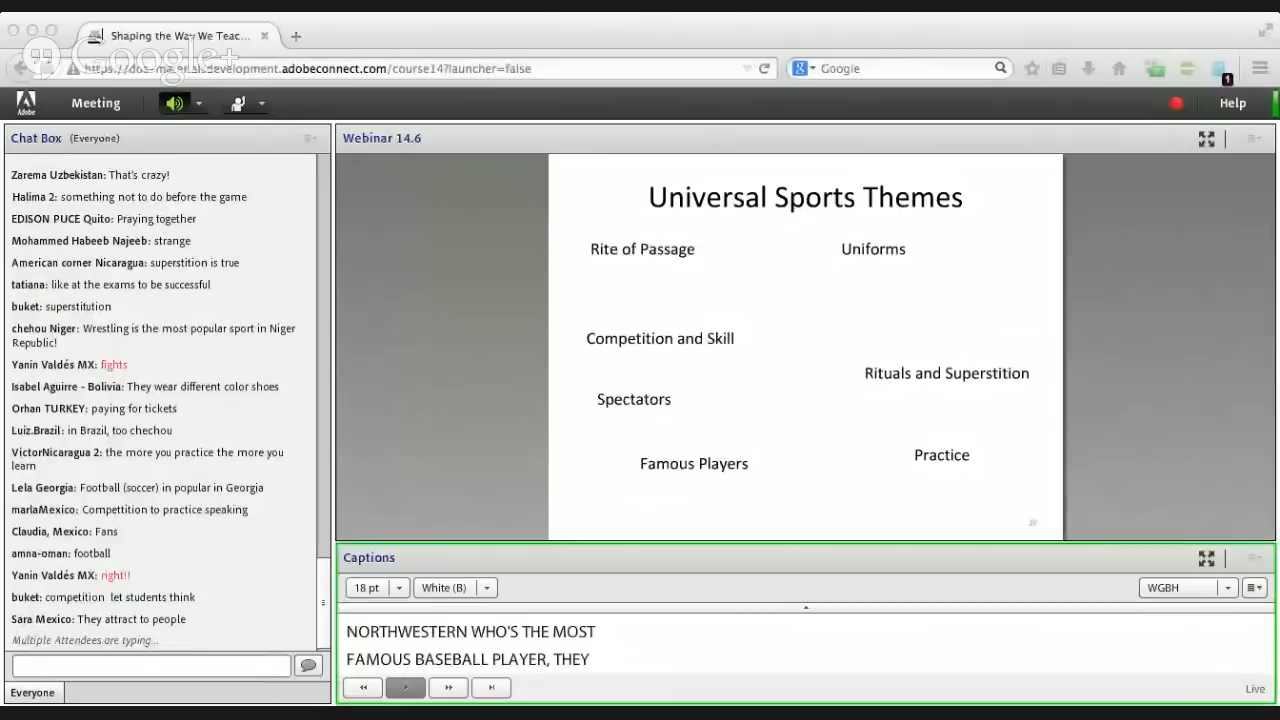 Shaping the Way We Teac...
Google+
adobeconnect.com/course14?launcher=false
Google
1
Adobe
Meeting
Help
Chat Box (Everyone)
Zarema Uzbekistan: That's crazy!
Halima 2: something not to do before the game
EDISON PUCE Quito: Praying together
Mohammed Habeeb Najeeb: strange
American corner Nicaragua: superstition is true
tatiana: like at the exams to be successful
buket: superstitution
chehou Niger: Wrestling is the most popular sport in Niger
Republic!
Yanin Valdés MX: fights
Isabel Aguirre - Bolivia: They wear different color shoes
Orhan TURKEY: paying for tickets
Luiz.Brazil: in Brazil, too chechou
VictorNicaragua 2: the more you practice the more you
learn
Lela Georgia: Football (soccer) in popular in Georgia
marlaMexico: Compettition to practice speaking
Claudia, Mexico: Fans
amna-oman: football
Yanin Valdés MX: right!!
buket: competition let students think
Sara Mexico: They attract to people
Multiple Attendees are typing...
Everyone
Webinar 14.6
Universal Sports Themes
Rite of Passage
Uniforms
Competition and Skill
Rituals and Superstition
Spectators
Practice
Famous Players
Captions
18 pt
White (B)
WGBH
NORTHWESTERN WHO'S THE MOST
FAMOUS BASEBALL PLAYER, THEY
Live